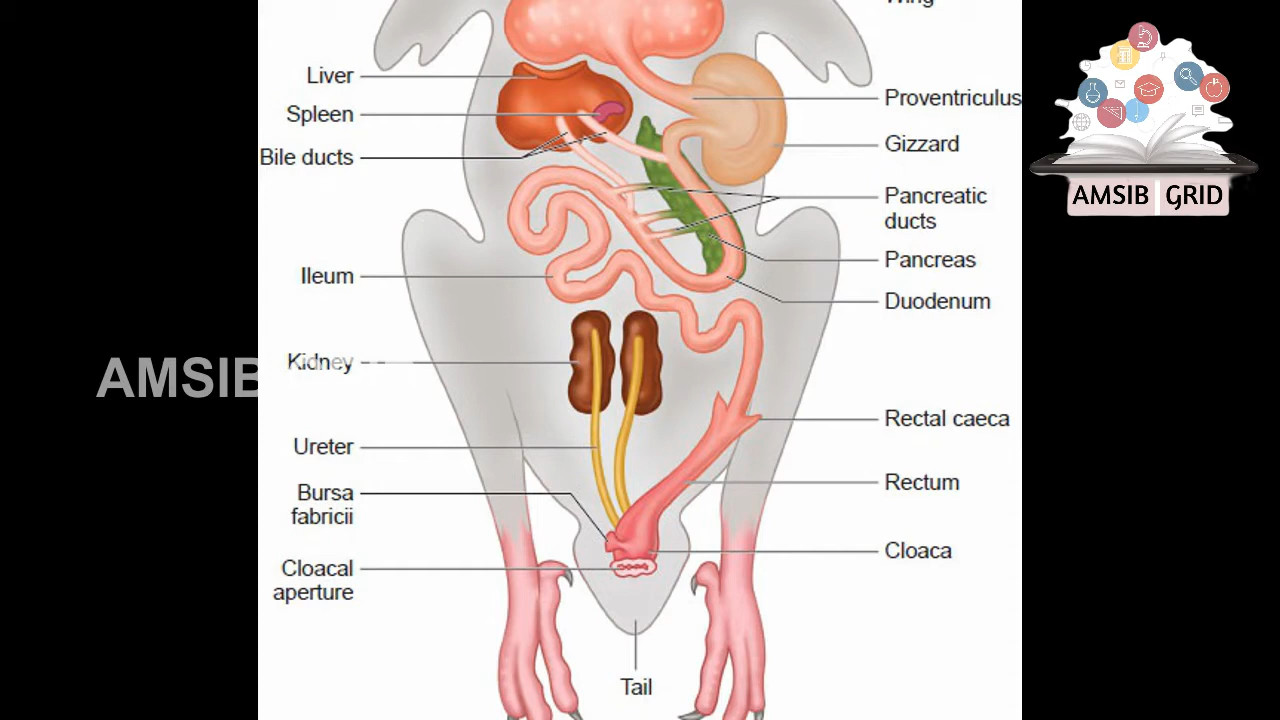 Wing
Liver
Spleen
Bile ducts
Ileum
Kidney
Ureter
Bursa
fabricii
Cloacal
aperture
Tail
Proventriculus
Gizzard
Pancreatic
ducts
Pancreas
Duodenum
Rectal caeca
Rectum
Cloaca
AMSIB
AMSIB GRID